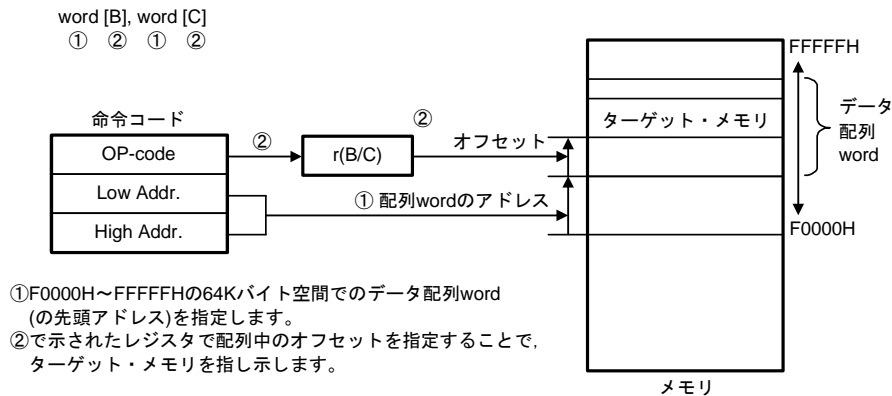 word [B], word [C]
① ② ① ②
命令コード
OP-code
Low Addr.
High Addr.
②
r(B/C)
②
オフセット
① 配列wordのアドレス
ターゲット・メモリ
FFFFFH
データ
配列
word
F0000H
メモリ
①F0000H～FFFFFHの64Kバイト空間でのデータ配列word
(の先頭アドレス)を指定します。
②で示されたレジスタで配列中のオフセットを指定することで,
ターゲット・メモリを指し示します。